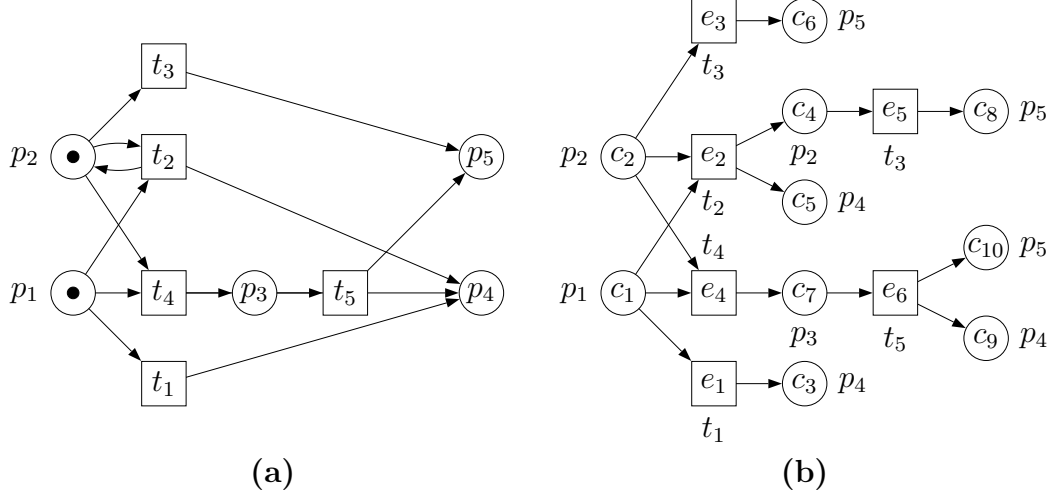 e₃ c₆ p₅
t₃ t₃
c₄ e₅ c₈ p₅
p₂ t₂ p₅ p₂ c₂ e₂ p₂ t₃
c₅ p₄
t₂
t₄ c₁₀ p₅
p₁ t₄ p₃ t₅ p₄ p₁ c₁ e₄ c₇ e₆
p₃ t₅ c₉ p₄
t₁ e₁ c₃ p₄
t₁
(a) (b)